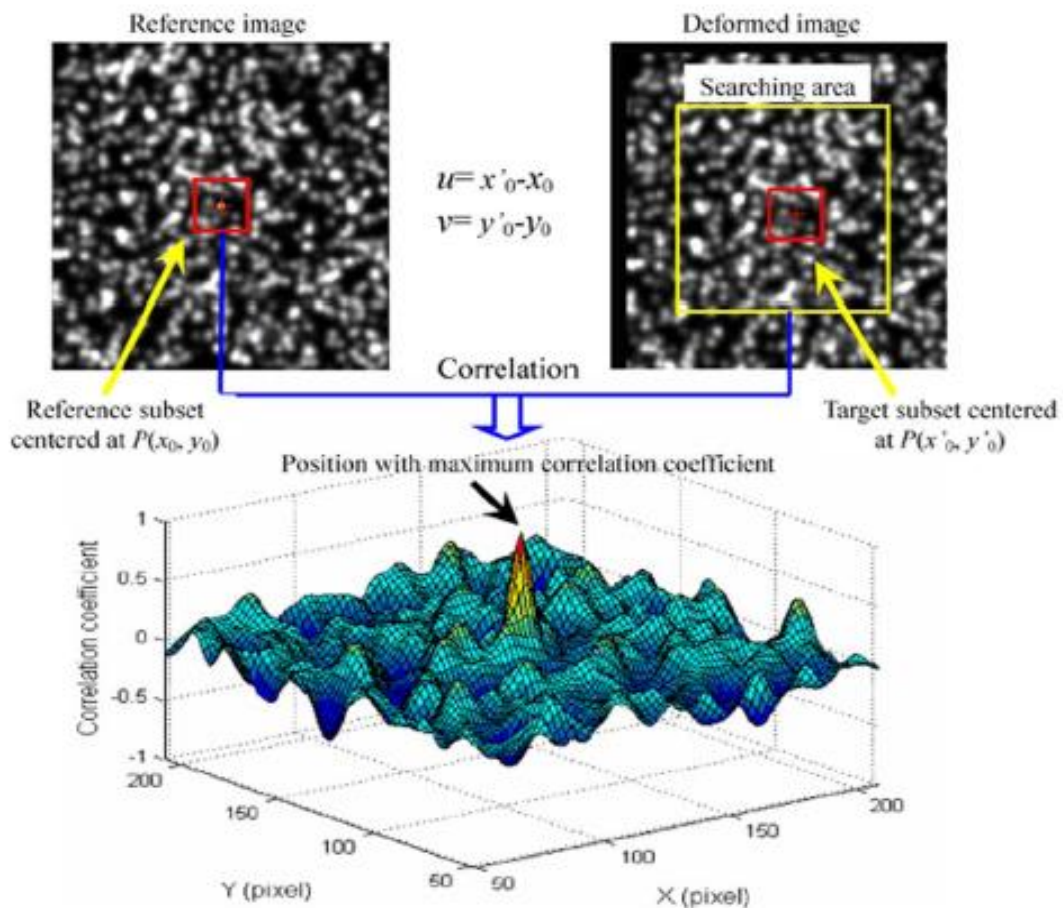 Reference image
Deformed image
Searching area
u= x'₀-x₀
v= y'₀-y₀
Correlation
Reference subset
centered at P(x₀, y₀)
Target subset centered
at P(x'₀, y'₀)
Position with maximum correlation coefficient
Correlation coefficient
1
0.5
0
-0.5
-1
200
150
100
50
Y (pixel)
50
100
150
200
X (pixel)